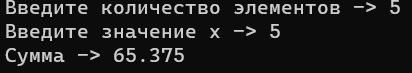 Введите количество элементов -> 5
Введите значение x -> 5
Сумма -> 65.375